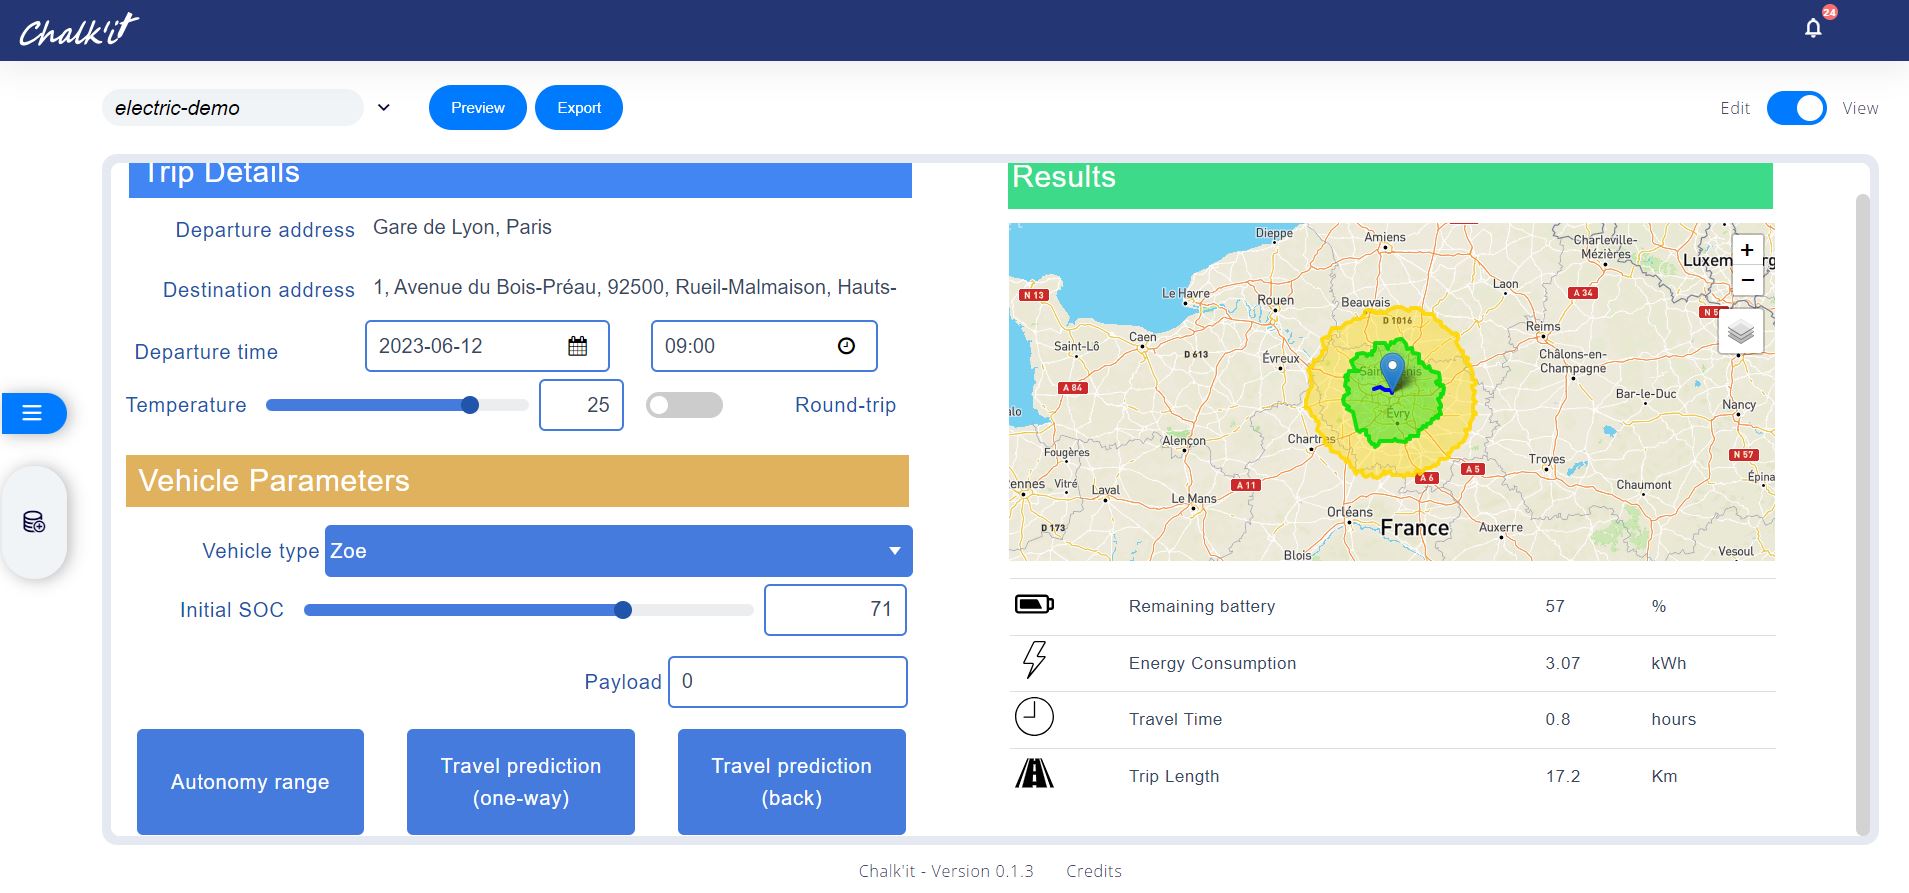 Chalk'it
24
electric-demo
Preview
Export
Edit
View
Trip Details
Departure address
Gare de Lyon, Paris
Destination address
1, Avenue du Bois-Préau, 92500, Rueil-Malmaison, Hauts-
Departure time
2023-06-12
09:00
Temperature
25
Round-trip
Vehicle Parameters
Vehicle type
Zoe
Initial SOC
71
Payload
0
Autonomy range
Travel prediction
(one-way)
Travel prediction
(back)
Results
Dieppe
Amiens
Charleville-
Mézières
+
Luxem
rg
−
N 13
Le Havre
Rouen
Beauvais
Laon
A 34
N 5
D 1016
Reims
Caen
Saint-Lô
D 613
Évreux
Châlons-en-
Champagne
A 84
Évry
Bar-le-Duc
Nancy
alo
Alençon
Chartres
Fougères
Troyes
N 57
A 5
A 6
ennes
Vitré
Laval
A 11
Chaumont
Épina
Le Mans
Orléans
France
Auxerre
D 173
Blois
Vesoul
Remaining battery
57
%
Energy Consumption
3.07
kWh
Travel Time
0.8
hours
Trip Length
17.2
Km
Chalk'it - Version 0.1.3
Credits